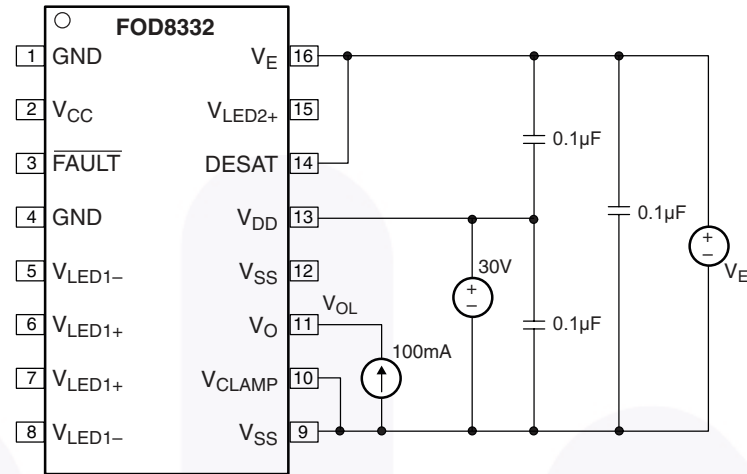 FOD8332
1 GND VE 16
2 VCC VLED2+ 15
3 FAULT DESAT 14
0.1µF
4 GND VDD 13
0.1µF
5 VLED1– VSS 12
30V
+
–
+
–
VE
6 VLED1+ VO 11
VOL
0.1µF
7 VLED1+ VCLAMP 10
100mA
8 VLED1– VSS 9